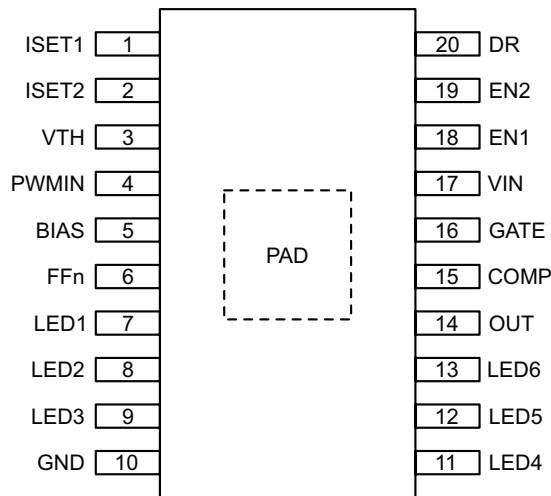 ISET1 1 20 DR
ISET2 2 19 EN2
VTH 3 18 EN1
PWMIN 4 17 VIN
BIAS 5 16 GATE
PAD
FFn 6 15 COMP
LED1 7 14 OUT
LED2 8 13 LED6
LED3 9 12 LED5
GND 10 11 LED4